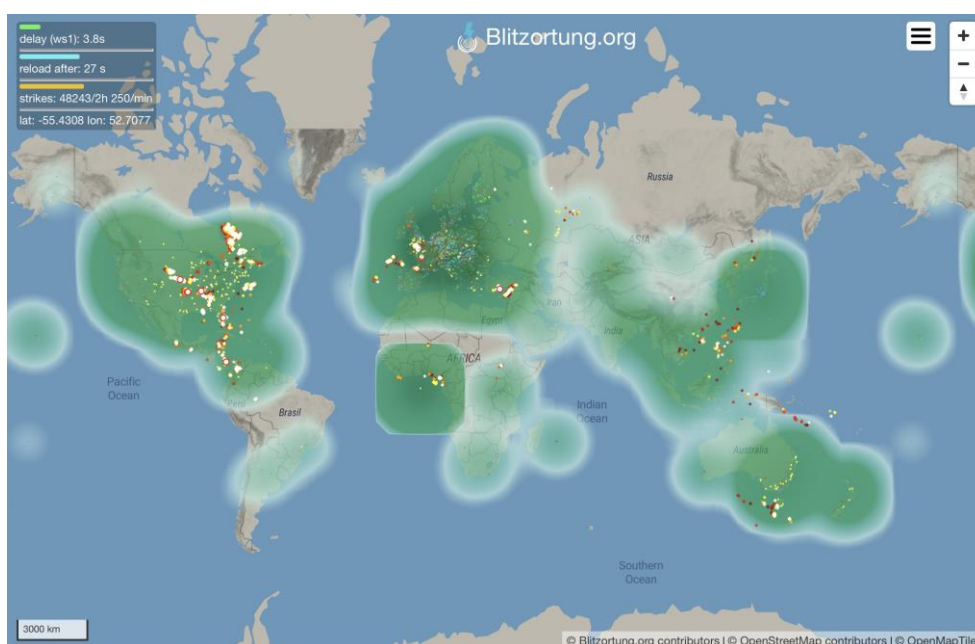 delay (ws1): 3.8s
reload after: 27 s
strikes: 48243/2h 250/min
lat: -55.4308 lon: 52.7077
Blitzortung.org
Russia
ASIA
Iran
Egypt
India
AFRICA
Pacific
Ocean
Peru
Brasil
Indian
Ocean
Australia
Southern
Ocean
3000 km
© Blitzortung.org contributors | © OpenStreetMap contributors | © OpenMapTile